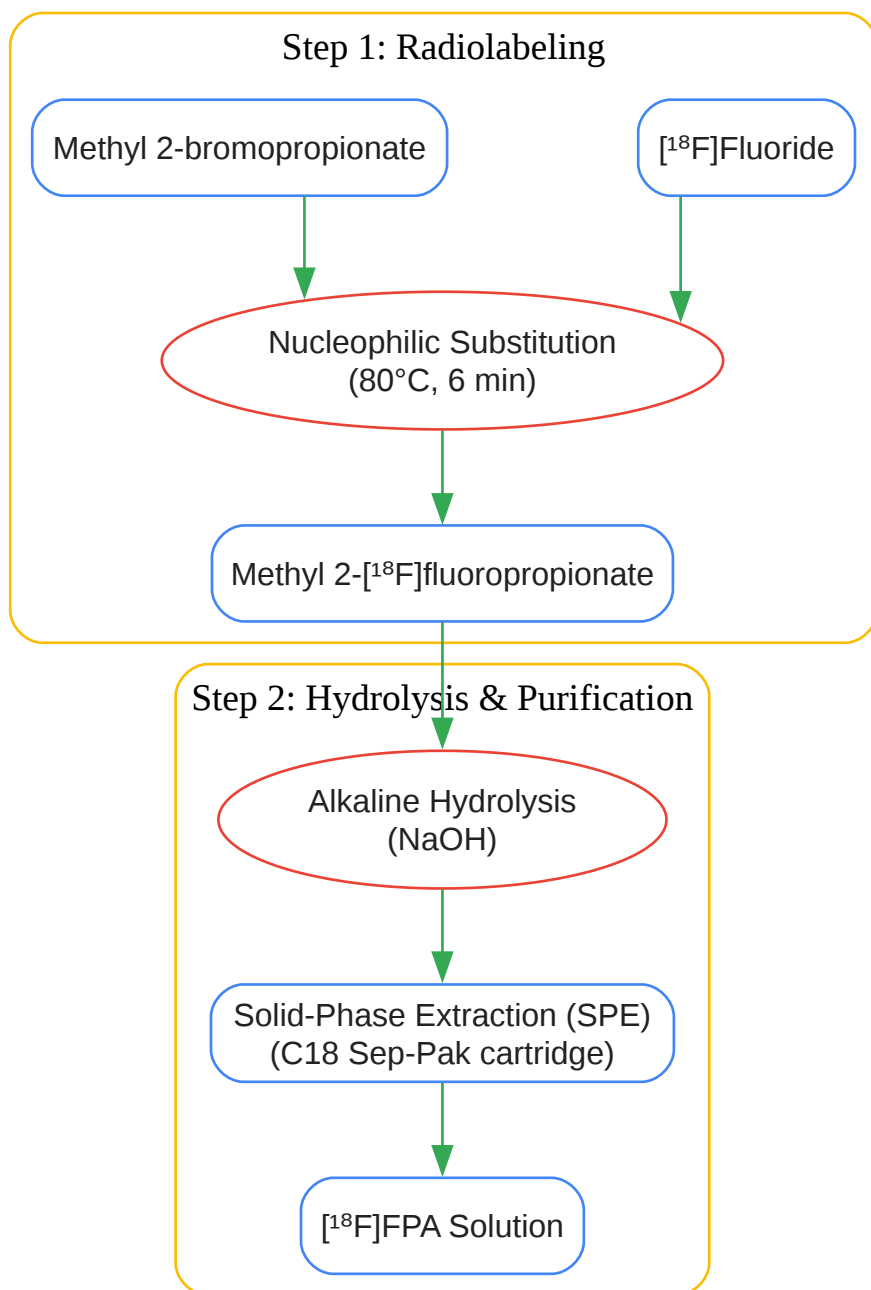 Step 1: Radiolabeling
Methyl 2-bromopropionate
[¹⁸F]Fluoride
Nucleophilic Substitution
(80°C, 6 min)
Methyl 2-[¹⁸F]fluoropropionate
Step 2: Hydrolysis & Purification
Alkaline Hydrolysis
(NaOH)
Solid-Phase Extraction (SPE)
(C18 Sep-Pak cartridge)
[¹⁸F]FPA Solution